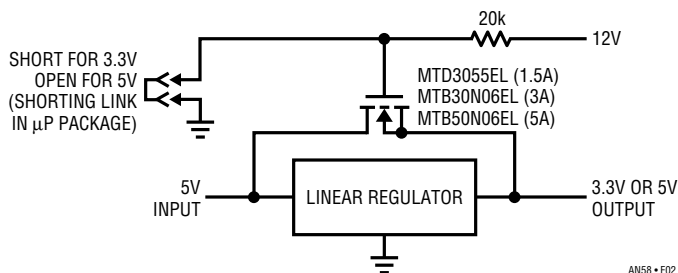 20k
12V
SHORT FOR 3.3V
OPEN FOR 5V
(SHORTING LINK
IN µP PACKAGE)
MTD3055EL (1.5A)
MTB30N06EL (3A)
MTB50N06EL (5A)
5V
INPUT
LINEAR REGULATOR
3.3V OR 5V
OUTPUT
AN58 • F02